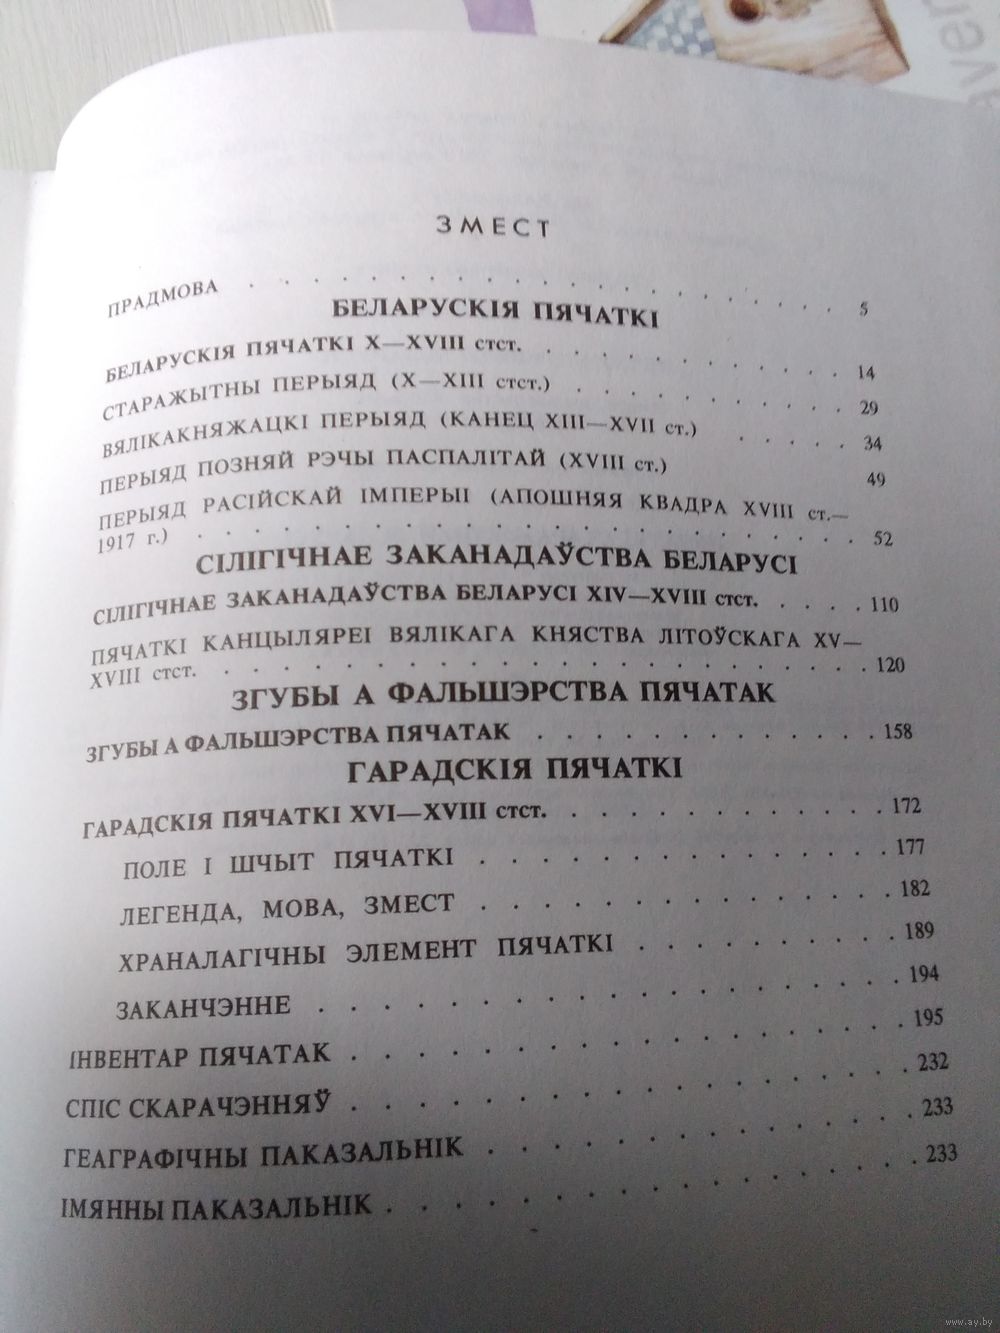 ЗМЕСТ
ПРАДМОВА . . . . . . . . . . . . . . . . 5
БЕЛАРУСКІЯ ПЯЧАТКІ
БЕЛАРУСКІЯ ПЯЧАТКІ X—XVIII стст. . . . . . . . . . . . 14
СТАРАЖЫТНЫ ПЕРЫЯД (X—XIII стст.) . . . . . . . . . . 29
ВЯЛІКАКНЯЖАЦКІ ПЕРЫЯД (КАНЕЦ XIII—XVII ст.) . . . . . 34
ПЕРЫЯД ПОЗНЯЙ РЭЧЫ ПАСПАЛІТАЙ (XVIII ст.) 49
ПЕРЫЯД РАСІЙСКАЙ ІМПЕРЫІ (АПОШНЯЯ КВАДРА XVIII ст.—
1917 г.) . . . . . . . . . . . . . . . . . . 52
СІЛІГІЧНАЕ ЗАКАНАДАЎСТВА БЕЛАРУСІ
СІЛІГІЧНАЕ ЗАКАНАДАЎСТВА БЕЛАРУСІ XIV—XVIII стст. . . . . 110
ПЯЧАТКІ КАНЦЫЛЯРЕІ ВЯЛІКАГА КНЯСТВА ЛІТОЎСКАГА XV—
XVIII стст. . . . . . . . . . . . . . . . . . 120
ЗГУБЫ А ФАЛЬШЭРСТВА ПЯЧАТАК
ЗГУБЫ А ФАЛЬШЭРСТВА ПЯЧАТАК . . . . . . . . . . . 158
ГАРАДСКІЯ ПЯЧАТКІ
ГАРАДСКІЯ ПЯЧАТКІ XVI—XVIII стст. . . . . . . . . . . 172
ПОЛЕ І ШЧЫТ ПЯЧАТКІ . . . . . . . . . . . . 177
ЛЕГЕНДА, МОВА, ЗМЕСТ . . . . . . . . . . . . 182
ХРАНАЛАГІЧНЫ ЭЛЕМЕНТ ПЯЧАТКІ . . . . . . . . 189
ЗАКАНЧЭННЕ . . . . . . . . . . . . . . . . 194
ІНВЕНТАР ПЯЧАТАК . . . . . . . . . . . . . . . 195
СПІС СКАРАЧЭННЯЎ . . . . . . . . . . . . . . . 232
ГЕАГРАФІЧНЫ ПАКАЗАЛЬНІК . . . . . . . . . . . . 233
ІМЯННЫ ПАКАЗАЛЬНІК . . . . . . . . . . . . . . 233
www.ay.by